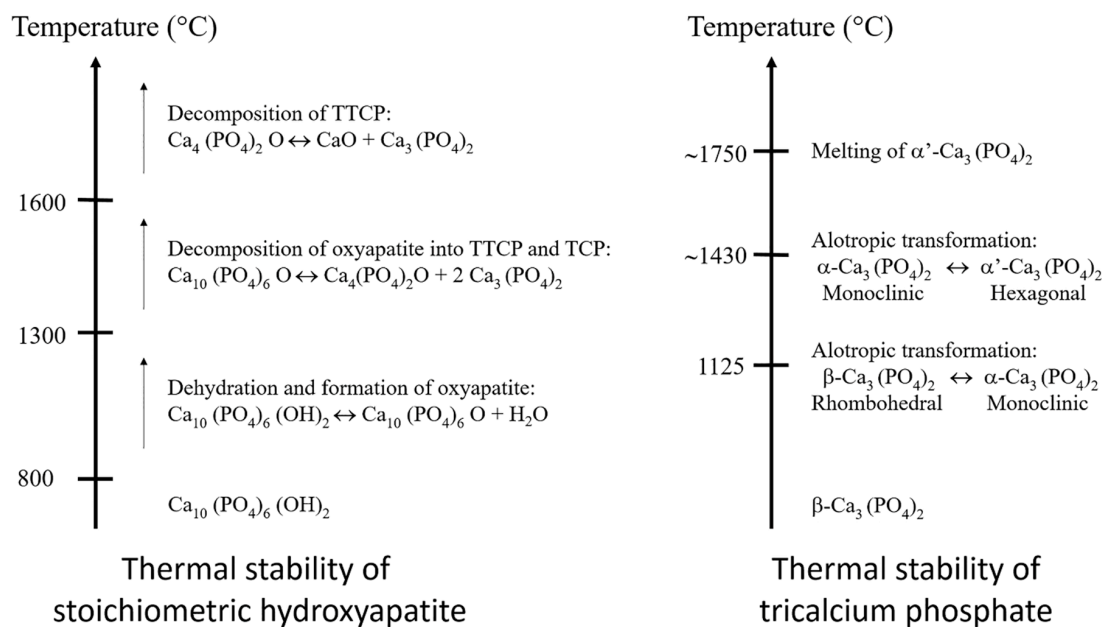 Temperature (°C)
Decomposition of TTCP:
Ca₄ (PO₄)₂ O ↔ CaO + Ca₃ (PO₄)₂
1600
Decomposition of oxyapatite into TTCP and TCP:
Ca₁₀ (PO₄)₆ O ↔ Ca₄(PO₄)₂O + 2 Ca₃ (PO₄)₂
1300
Dehydration and formation of oxyapatite:
Ca₁₀ (PO₄)₆ (OH)₂ ↔ Ca₁₀ (PO₄)₆ O + H₂O
800
Ca₁₀ (PO₄)₆ (OH)₂
Thermal stability of
stoichiometric hydroxyapatite
Temperature (°C)
~1750 Melting of α’-Ca₃ (PO₄)₂
Alotropic transformation:
~1430 α-Ca₃ (PO₄)₂ ↔ α’-Ca₃ (PO₄)₂
Monoclinic Hexagonal
Alotropic transformation:
1125 β-Ca₃ (PO₄)₂ ↔ α-Ca₃ (PO₄)₂
Rhombohedral Monoclinic
β-Ca₃ (PO₄)₂
Thermal stability of
tricalcium phosphate